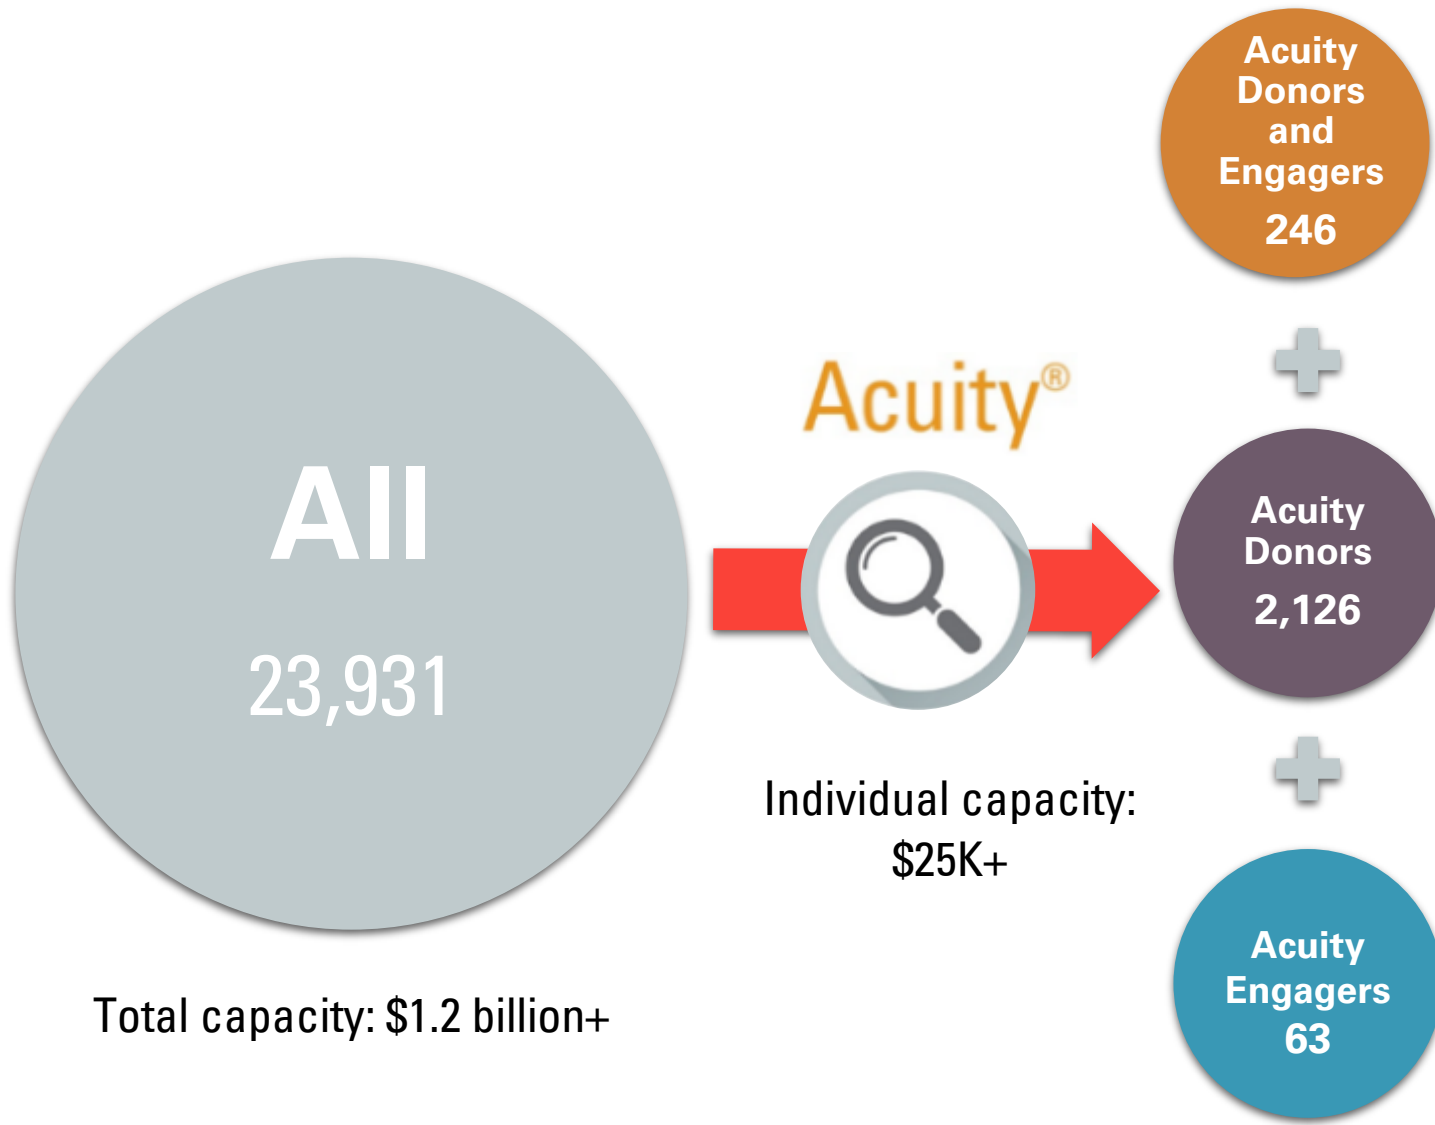 All
23,931
Total capacity: $1.2 billion+
Acuity®
Individual capacity:
$25K+
Acuity
Donors
and
Engagers
246
Acuity
Donors
2,126
Acuity
Engagers
63